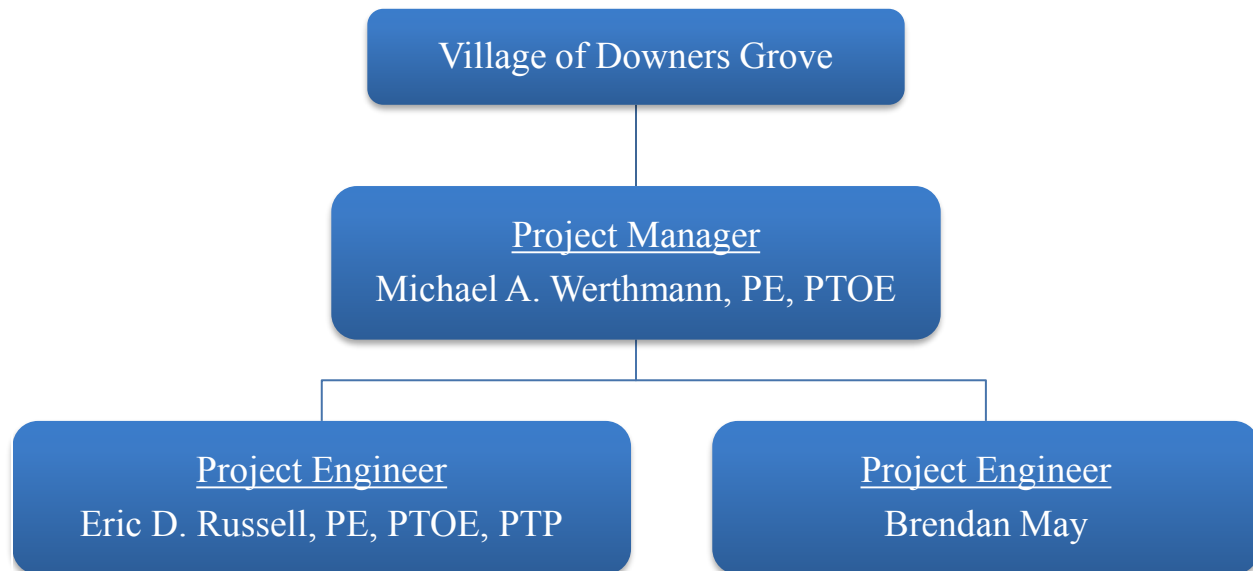 Village of Downers Grove
Project Manager
Michael A. Werthmann, PE, PTOE
Project Engineer
Eric D. Russell, PE, PTOE, PTP
Project Engineer
Brendan May